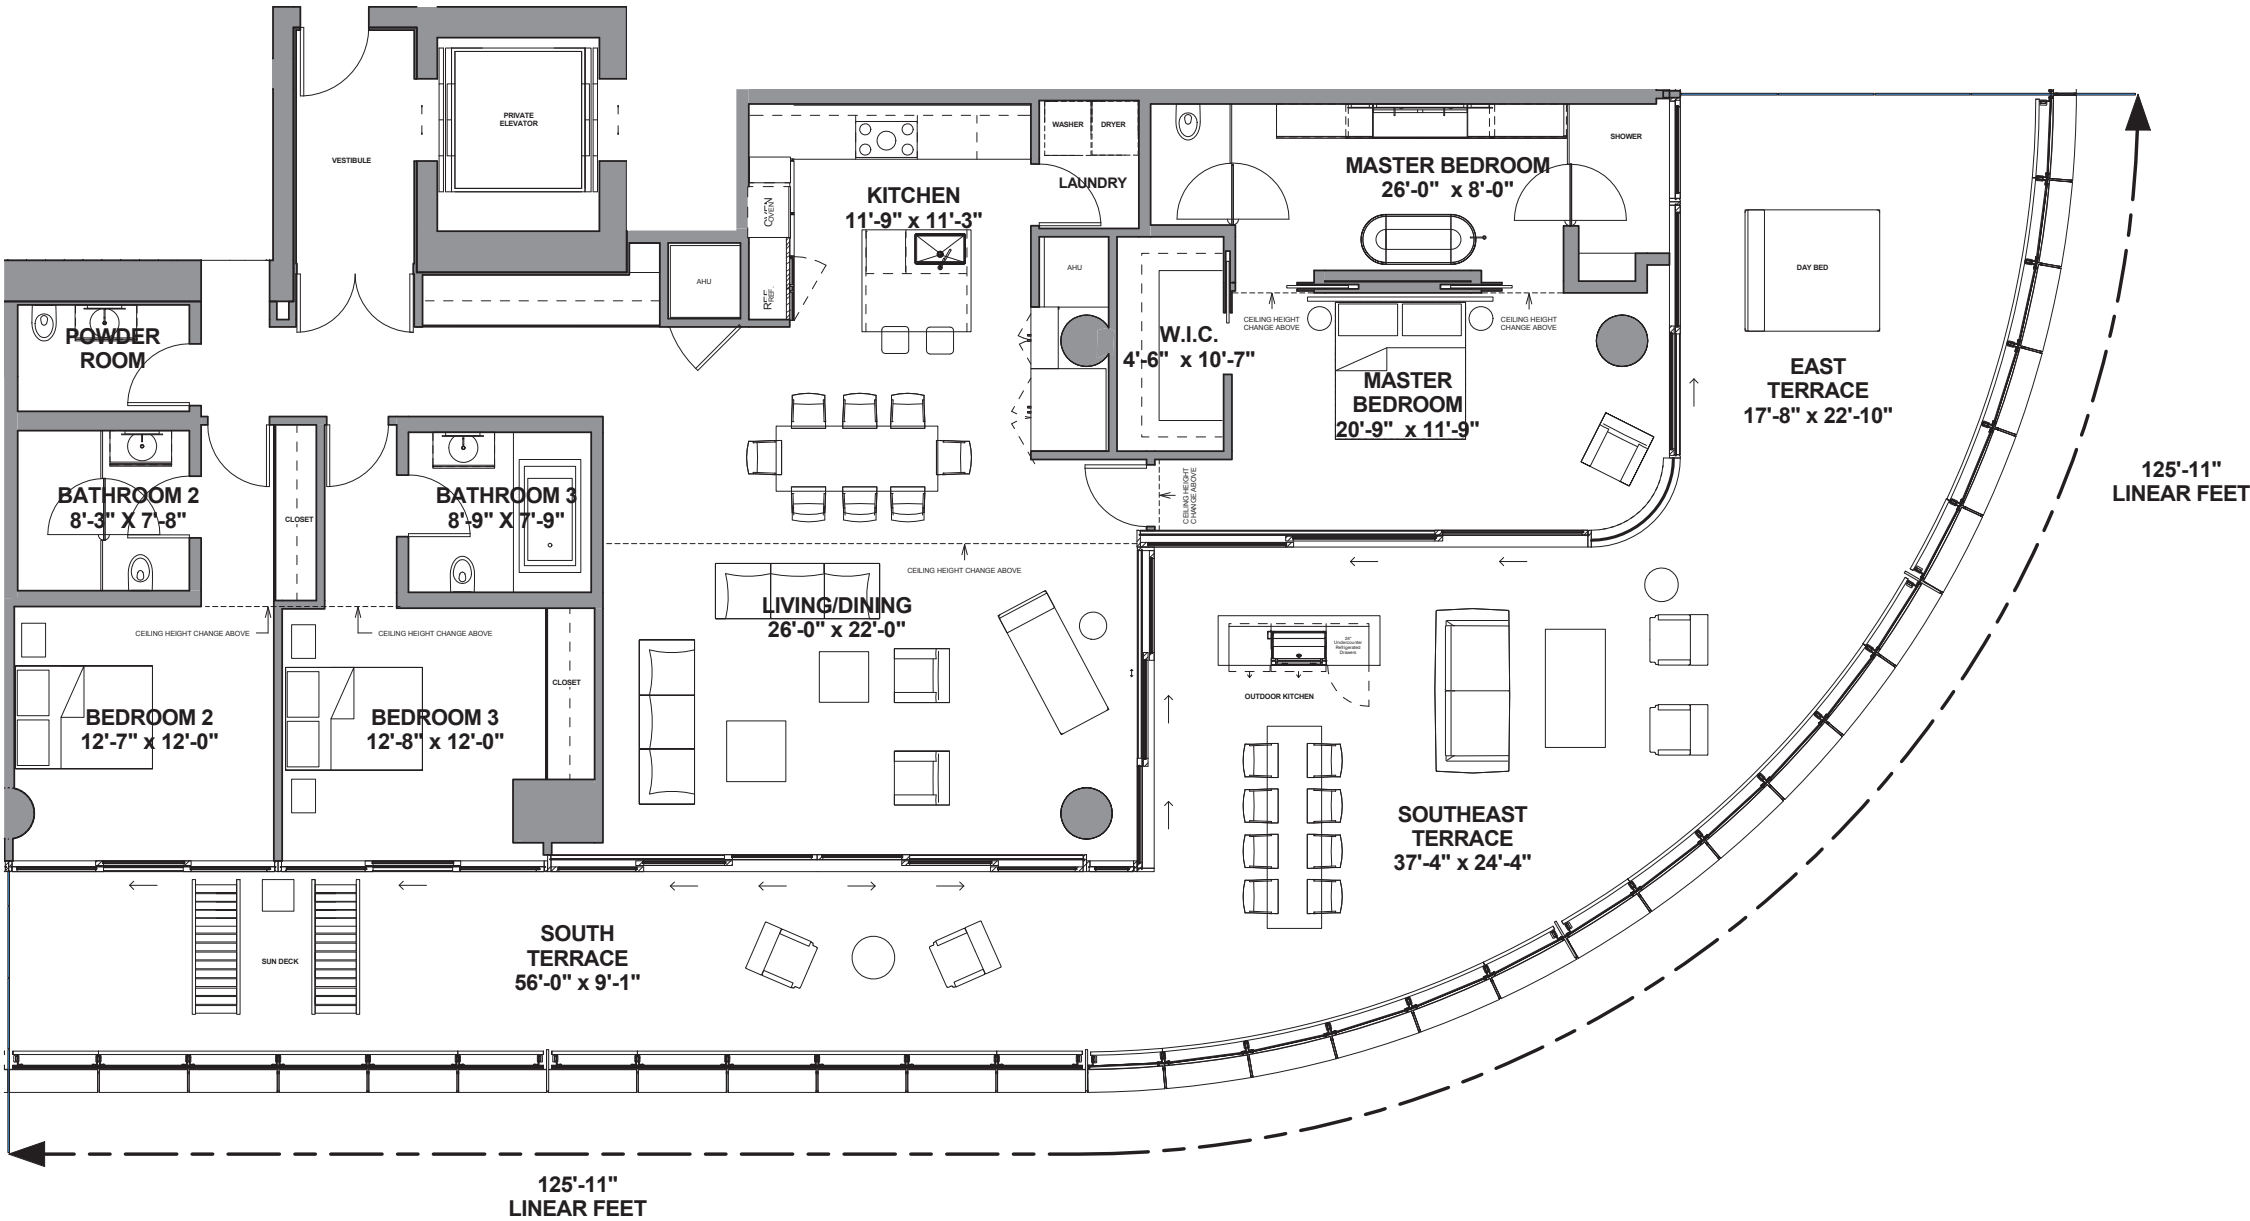 PRIVATE
ELEVATOR
VESTIBULE
WASHER
DRYER
LAUNDRY
SHOWER
MASTER BEDROOM
26'-0" x 8'-0"
KITCHEN
11'-9" x 11'-3"
OVEN
OVEN
REF.
REF.
AHU
AHU
DAY BED
POWDER
ROOM
CEILING HEIGHT
CHANGE ABOVE
CEILING HEIGHT
CHANGE ABOVE
W.I.C.
4'-6" x 10'-7"
MASTER
BEDROOM
20'-9" x 11'-9"
EAST
TERRACE
17'-8" x 22'-10"
125'-11"
LINEAR FEET
BATHROOM 2
8'-3" X 7'-8"
CLOSET
BATHROOM 3
8'-9" X 7'-9"
CEILING HEIGHT
CHANGE ABOVE
CEILING HEIGHT CHANGE ABOVE
LIVING/DINING
26'-0" x 22'-0"
CEILING HEIGHT CHANGE ABOVE
CEILING HEIGHT CHANGE ABOVE
24"
Undercounter
Refrigerated
Drawers
OUTDOOR KITCHEN
CLOSET
BEDROOM 2
12'-7" x 12'-0"
BEDROOM 3
12'-8" x 12'-0"
SOUTHEAST
TERRACE
37'-4" x 24'-4"
SOUTH
TERRACE
56'-0" x 9'-1"
SUN DECK
125'-11"
LINEAR FEET